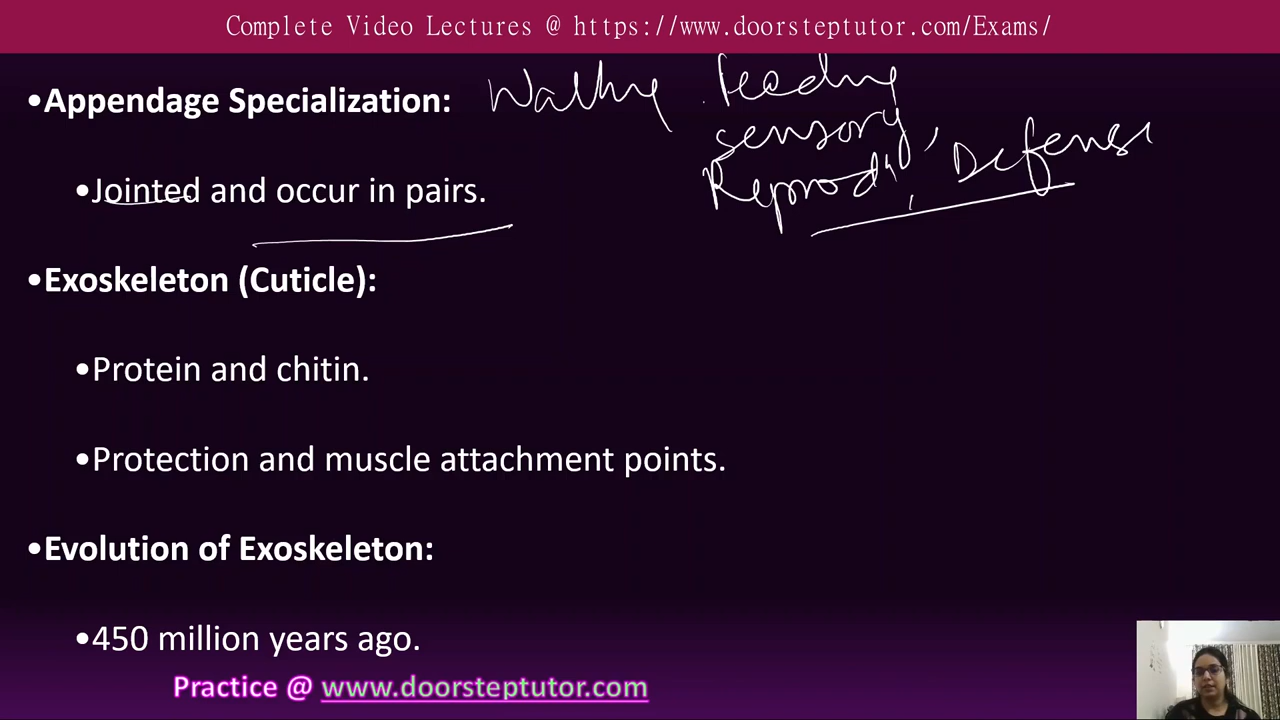 Complete Video Lectures @ https://www.doorsteptutor.com/Exams/
•Appendage Specialization: Walking Feeding
sensory,
Reprodn, Defense
•Jointed and occur in pairs.
•Exoskeleton (Cuticle):
•Protein and chitin.
•Protection and muscle attachment points.
•Evolution of Exoskeleton:
•450 million years ago.
Practice @ www.doorsteptutor.com